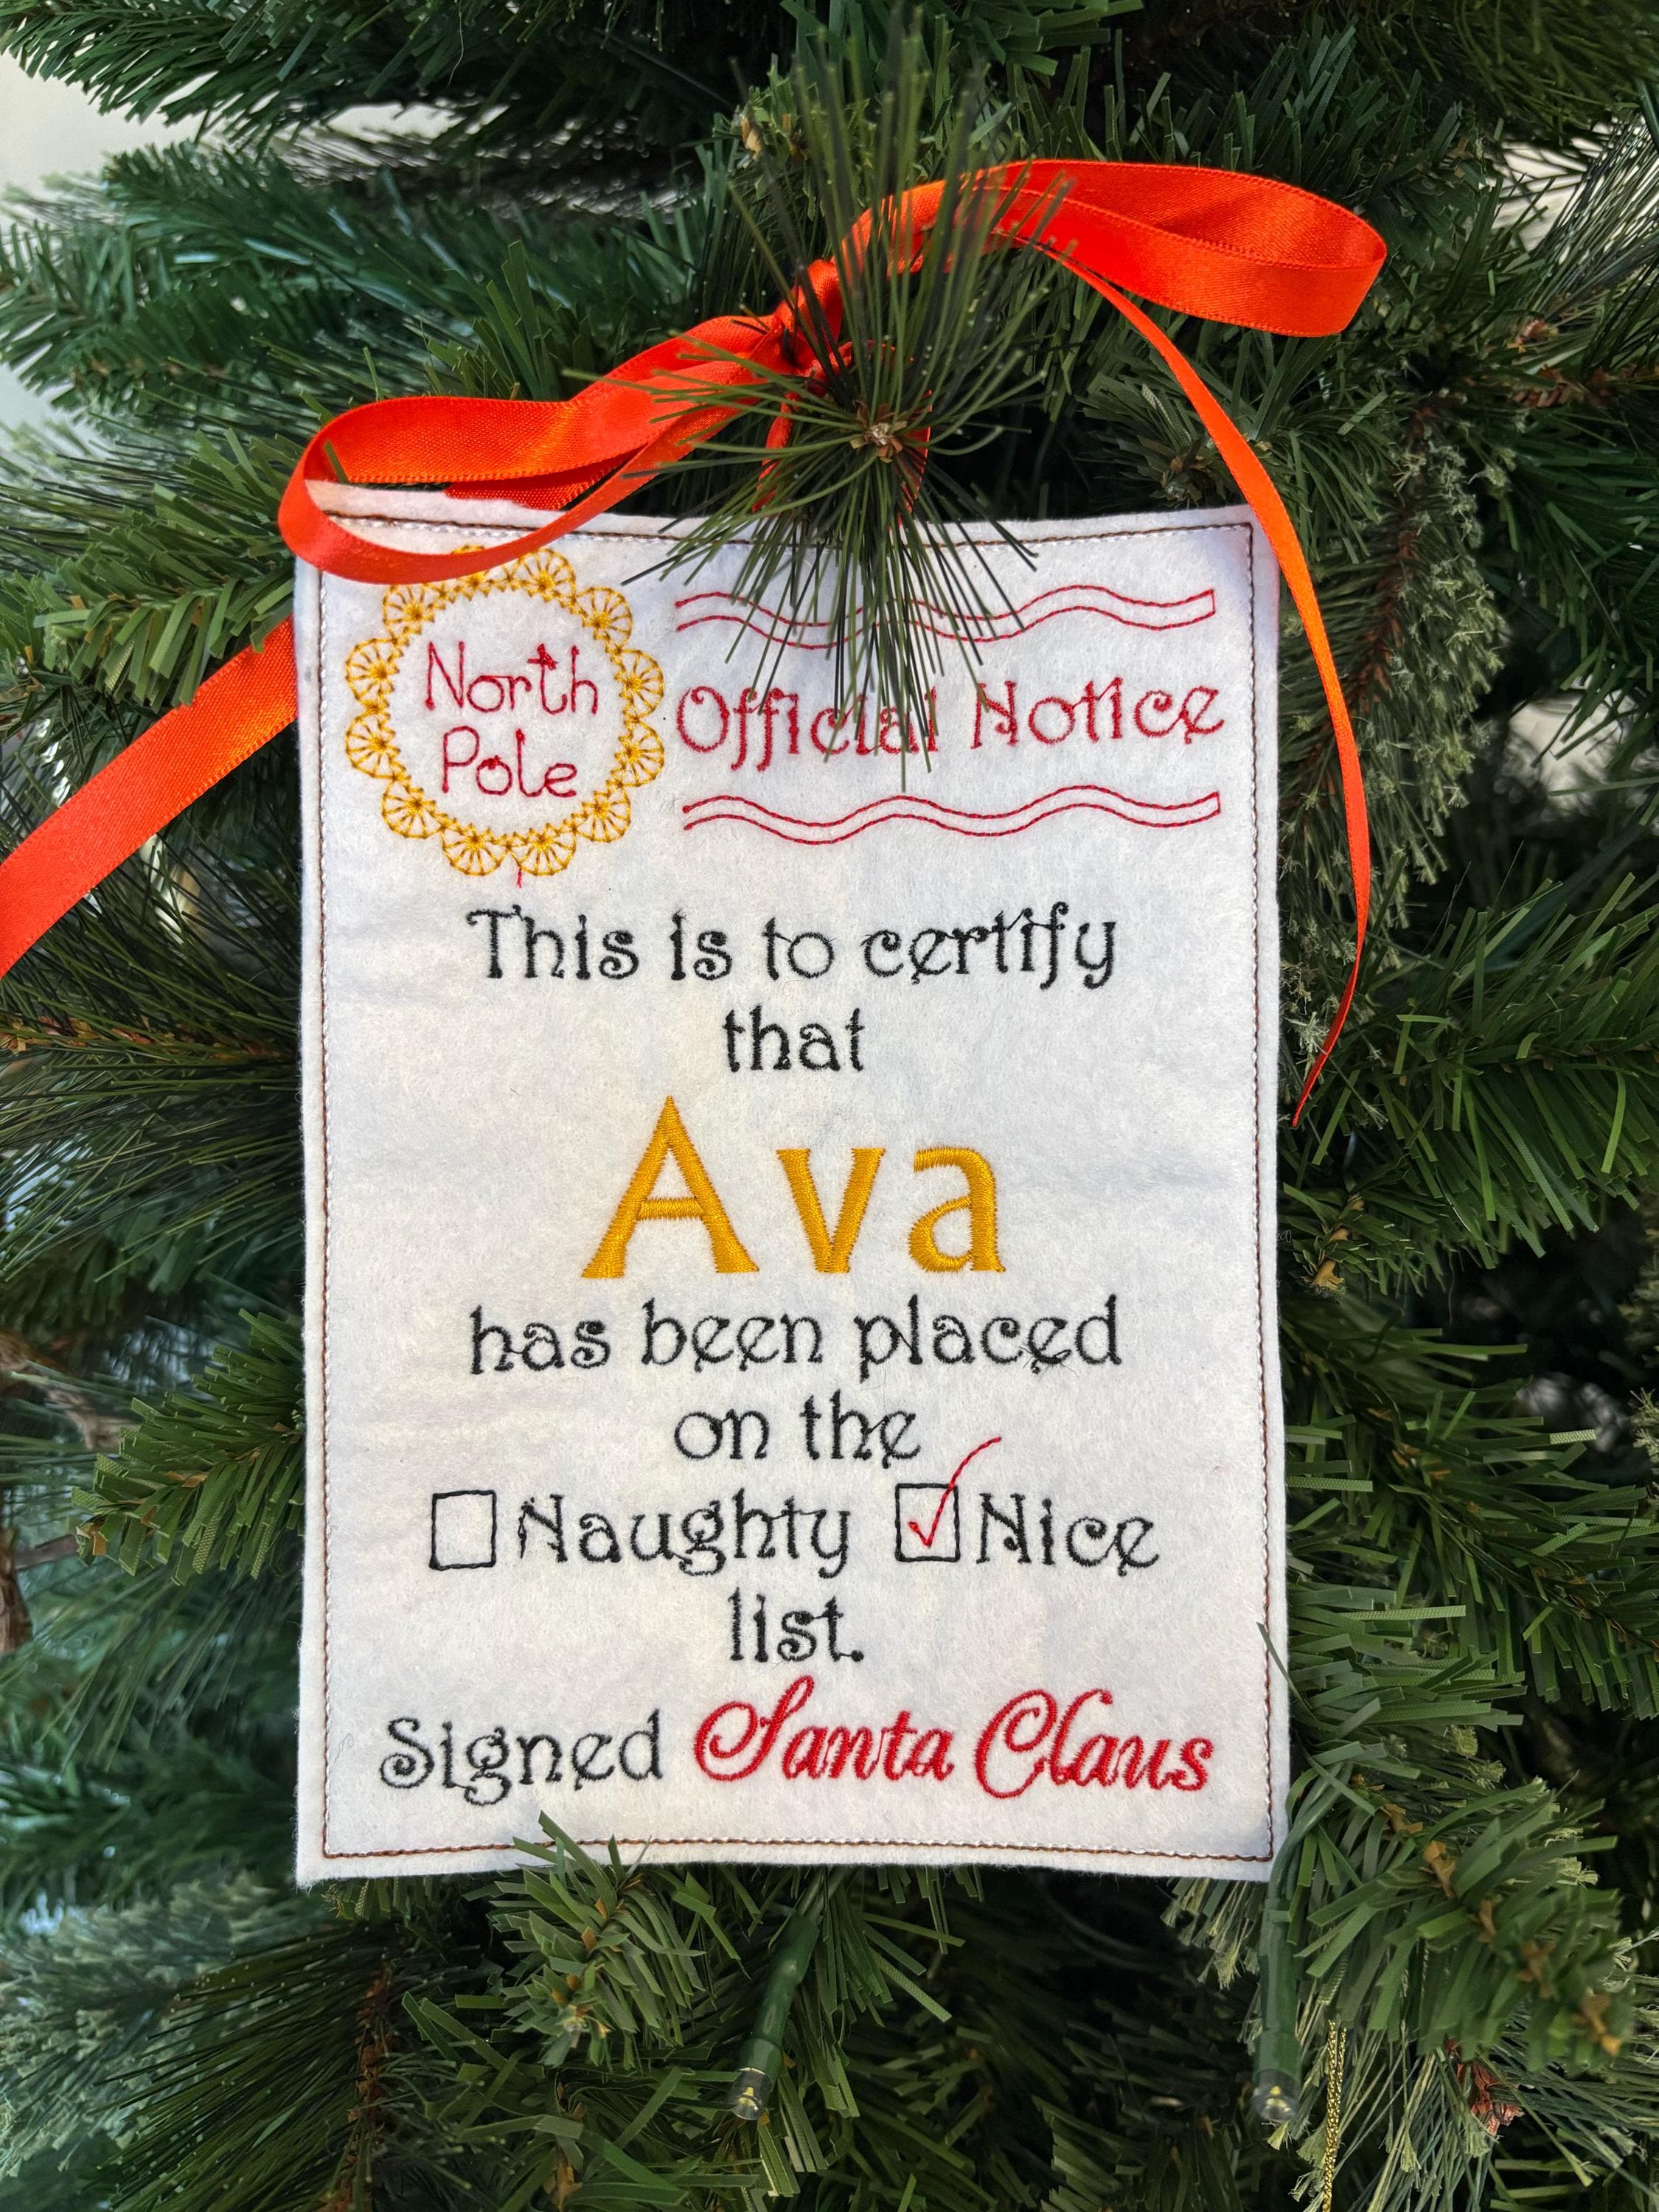 North
Pole
Official Notice
This is to certify
that
Ava
has been placed
on the
Naughty Nice
list.
Signed Santa Claus